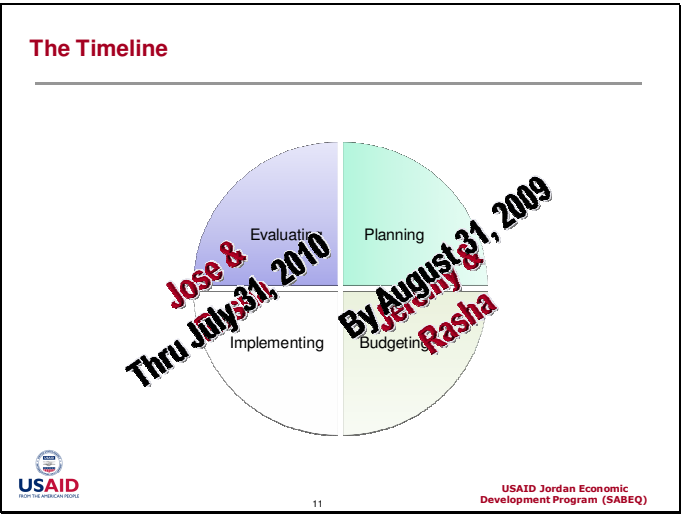 The Timeline
Evaluating
Planning
Jose &
Thru July 31, 2010
By August 31, 2009
Jeremy &
Rasha
Implementing
Budgeting
USAID
FROM THE AMERICAN PEOPLE
11
USAID Jordan Economic
Development Program (SABEQ)